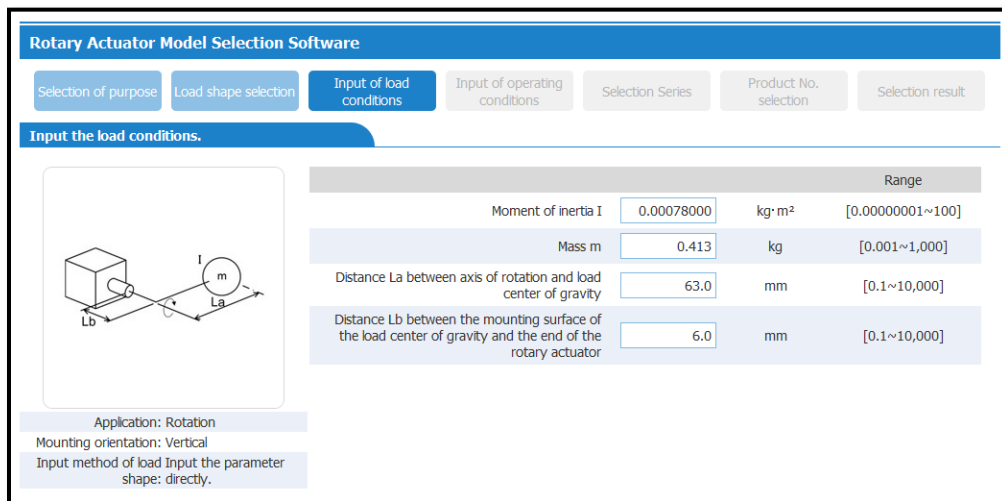 Rotary Actuator Model Selection Software
Selection of purpose
Load shape selection
Input of load
conditions
Input of operating
conditions
Selection Series
Product No.
selection
Selection result
Input the load conditions.
Range
Moment of inertia I 0.00078000 kg·m² [0.00000001~100]
Mass m 0.413 kg [0.001~1,000]
Distance La between axis of rotation and load
center of gravity 63.0 mm [0.1~10,000]
Distance Lb between the mounting surface of
the load center of gravity and the end of the
rotary actuator 6.0 mm [0.1~10,000]
I
m
La
Lb
Application: Rotation
Mounting orientation: Vertical
Input method of load Input the parameter
shape: directly.